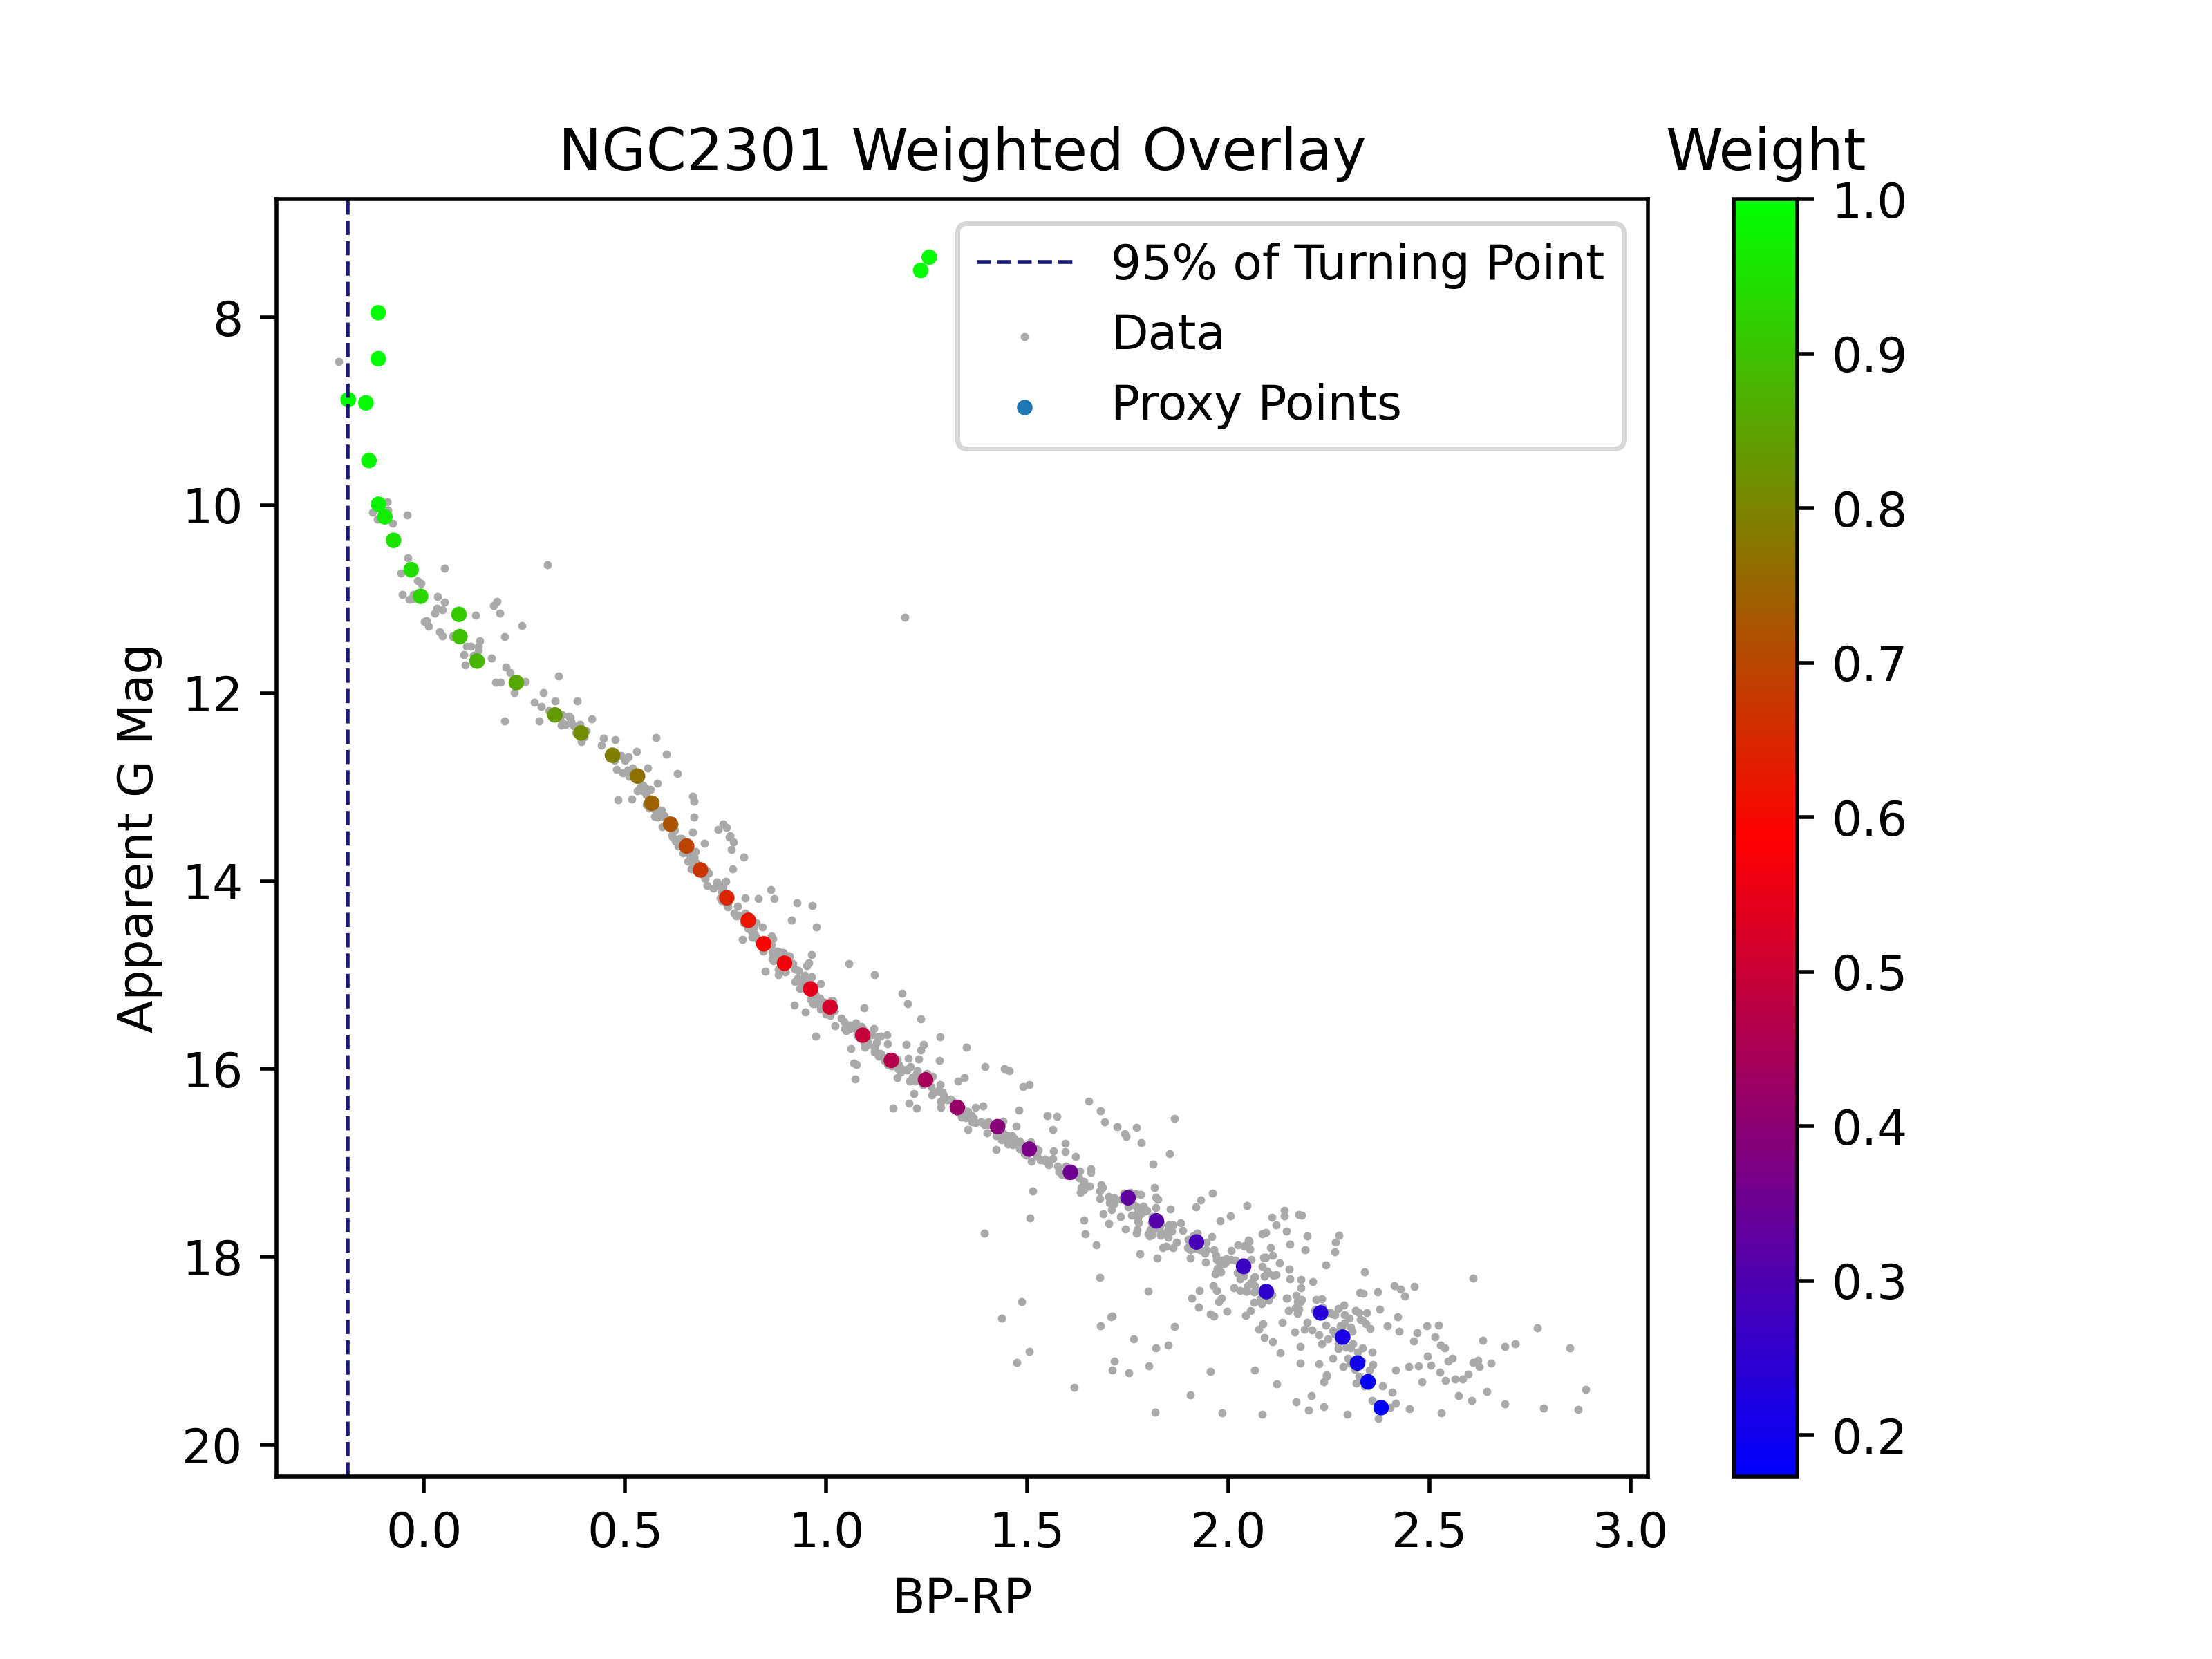 NGC2301 Weighted Overlay
Weight
95% of Turning Point
Data
Proxy Points
Apparent G Mag
8
10
12
14
16
18
20
0.0 0.5 1.0 1.5 2.0 2.5 3.0
BP-RP
1.0
0.9
0.8
0.7
0.6
0.5
0.4
0.3
0.2